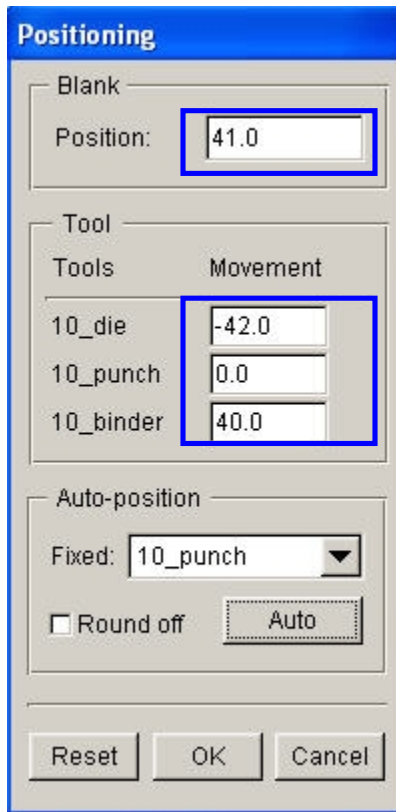 Positioning
Blank
Position: 41.0
Tool
Tools Movement
10_die -42.0
10_punch 0.0
10_binder 40.0
Auto-position
Fixed: 10_punch
Round off Auto
Reset OK Cancel